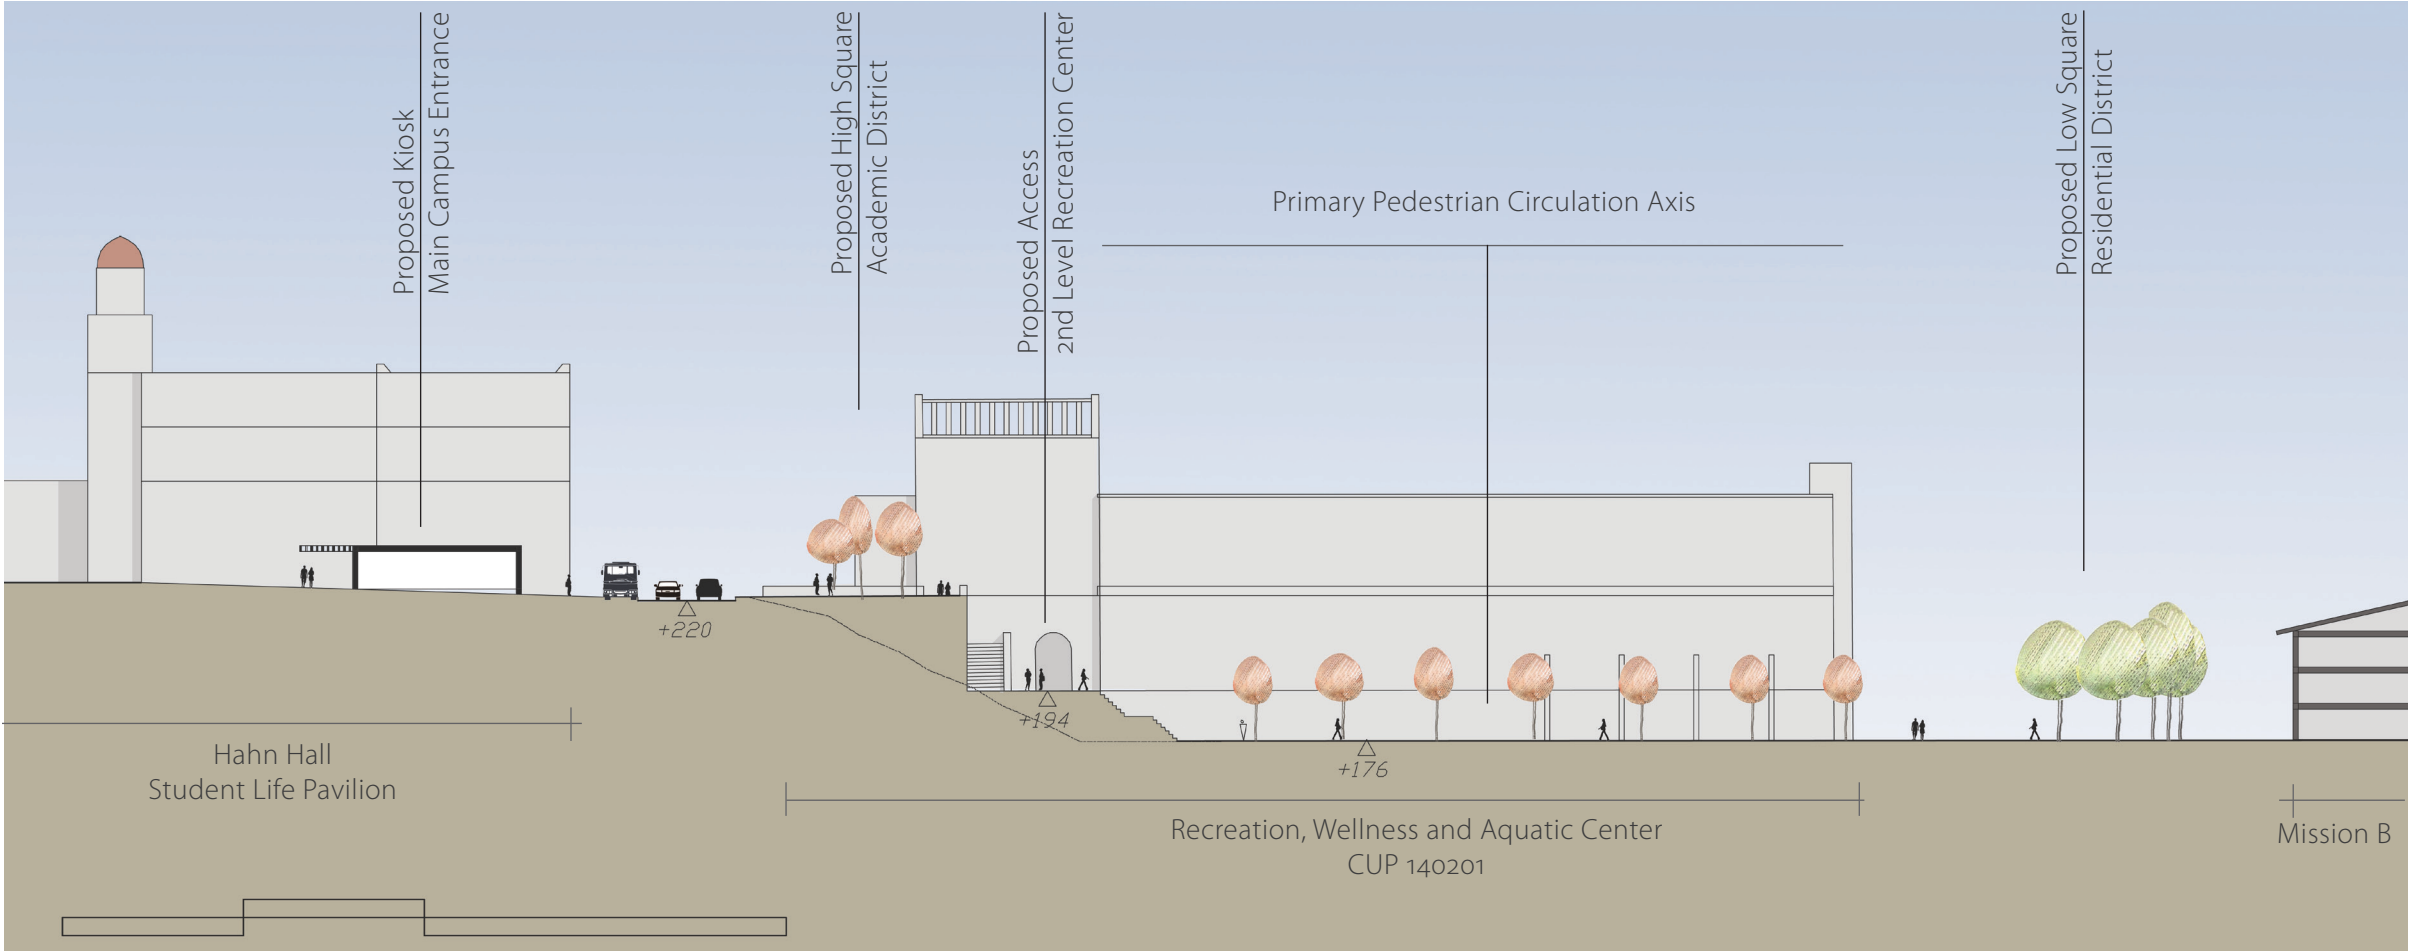 Proposed Kiosk
Main Campus Entrance
Proposed High Square
Academic District
Proposed Access
2nd Level Recreation Center
Primary Pedestrian Circulation Axis
Proposed Low Square
Residential District
+220
+194
+176
Hahn Hall
Student Life Pavilion
Recreation, Wellness and Aquatic Center
CUP 140201
Mission B